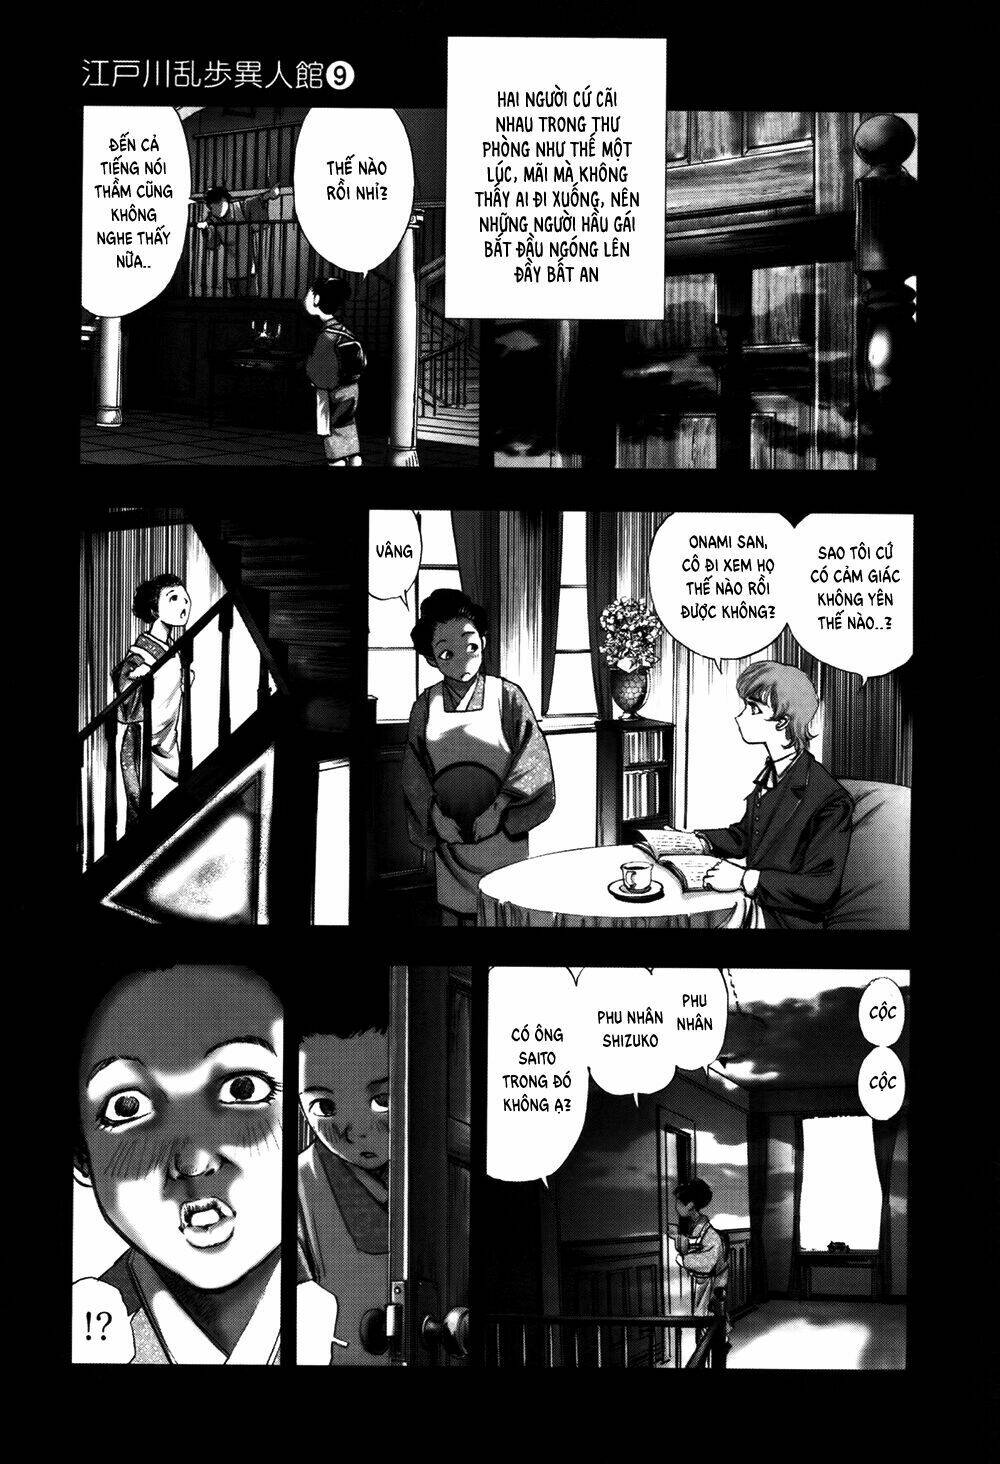 江戸川乱歩異人館❾
HAI NGƯỜI CỨ CÃI
NHAU TRONG THƯ
PHÒNG NHƯ THẾ MỘT
LÚC, MÃI MÀ KHÔNG
THẤY AI ĐI XUỐNG, NÊN
NHỮNG NGƯỜI HẦU GÁI
BẮT ĐẦU NGÓNG LÊN
ĐẦY BẤT AN
THẾ NÀO
RỒI NHỈ?
ĐẾN CẢ
TIẾNG NÓI
THẦM CŨNG
KHÔNG
NGHE THẤY
NỮA..
SAO TÔI CỨ
CÓ CẢM GIÁC
KHÔNG YÊN
THẾ NÀO..?
ONAMI SAN,
CÔ ĐI XEM HỌ
THẾ NÀO RỒI
ĐƯỢC KHÔNG?
VÂNG
CỘC
CỘC
PHU
NHÂN
PHU NHÂN
SHIZUKO
CÓ ÔNG
SAITO
TRONG ĐÓ
KHÔNG Ạ?
!?